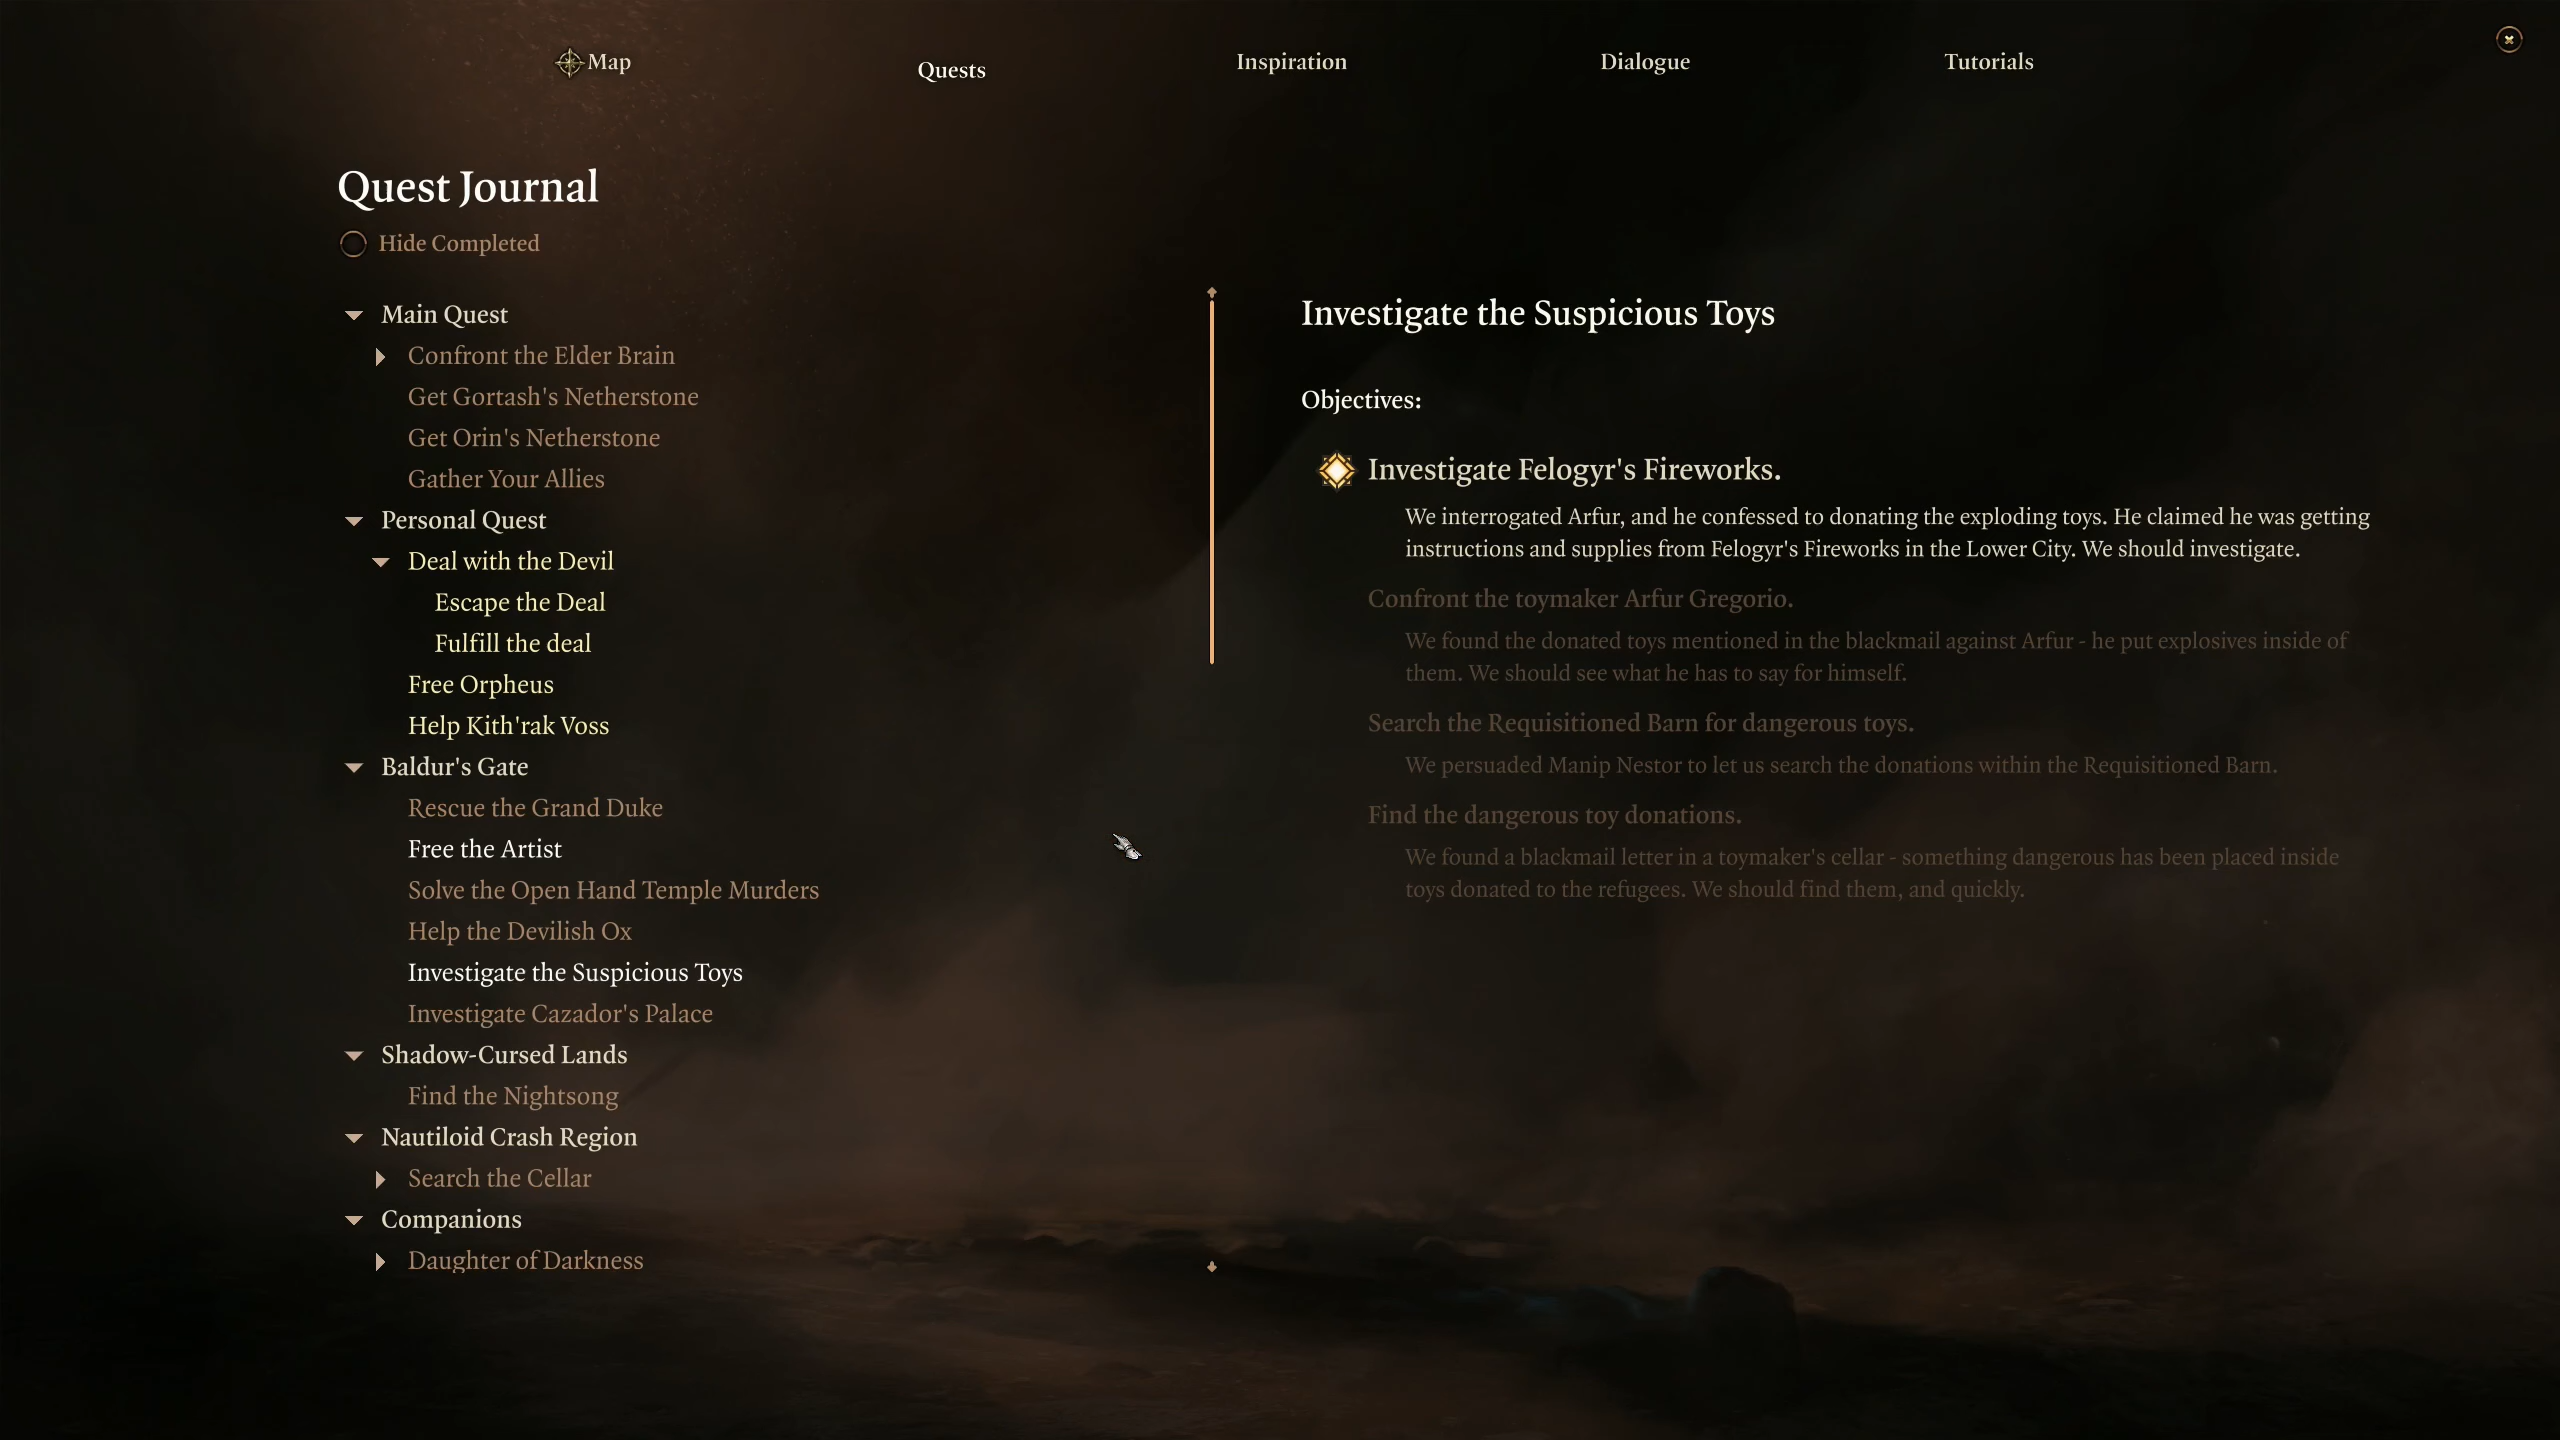 Map
Quests
Inspiration
Dialogue
Tutorials
Quest Journal
Hide Completed
Main Quest
Confront the Elder Brain
Get Gortash's Netherstone
Get Orin's Netherstone
Gather Your Allies
Personal Quest
Deal with the Devil
Escape the Deal
Fulfill the deal
Free Orpheus
Help Kith'rak Voss
Baldur's Gate
Rescue the Grand Duke
Free the Artist
Solve the Open Hand Temple Murders
Help the Devilish Ox
Investigate the Suspicious Toys
Investigate Cazador's Palace
Shadow-Cursed Lands
Find the Nightsong
Nautiloid Crash Region
Search the Cellar
Companions
Daughter of Darkness
Investigate the Suspicious Toys
Objectives:
Investigate Felogyr's Fireworks.
We interrogated Arfur, and he confessed to donating the exploding toys. He claimed he was getting
instructions and supplies from Felogyr's Fireworks in the Lower City. We should investigate.
Confront the toymaker Arfur Gregorio.
We found the donated toys mentioned in the blackmail against Arfur - he put explosives inside of
them. We should see what he has to say for himself.
Search the Requisitioned Barn for dangerous toys.
We persuaded Manip Nestor to let us search the donations within the Requisitioned Barn.
Find the dangerous toy donations.
We found a blackmail letter in a toymaker's cellar - something dangerous has been placed inside
toys donated to the refugees. We should find them, and quickly.